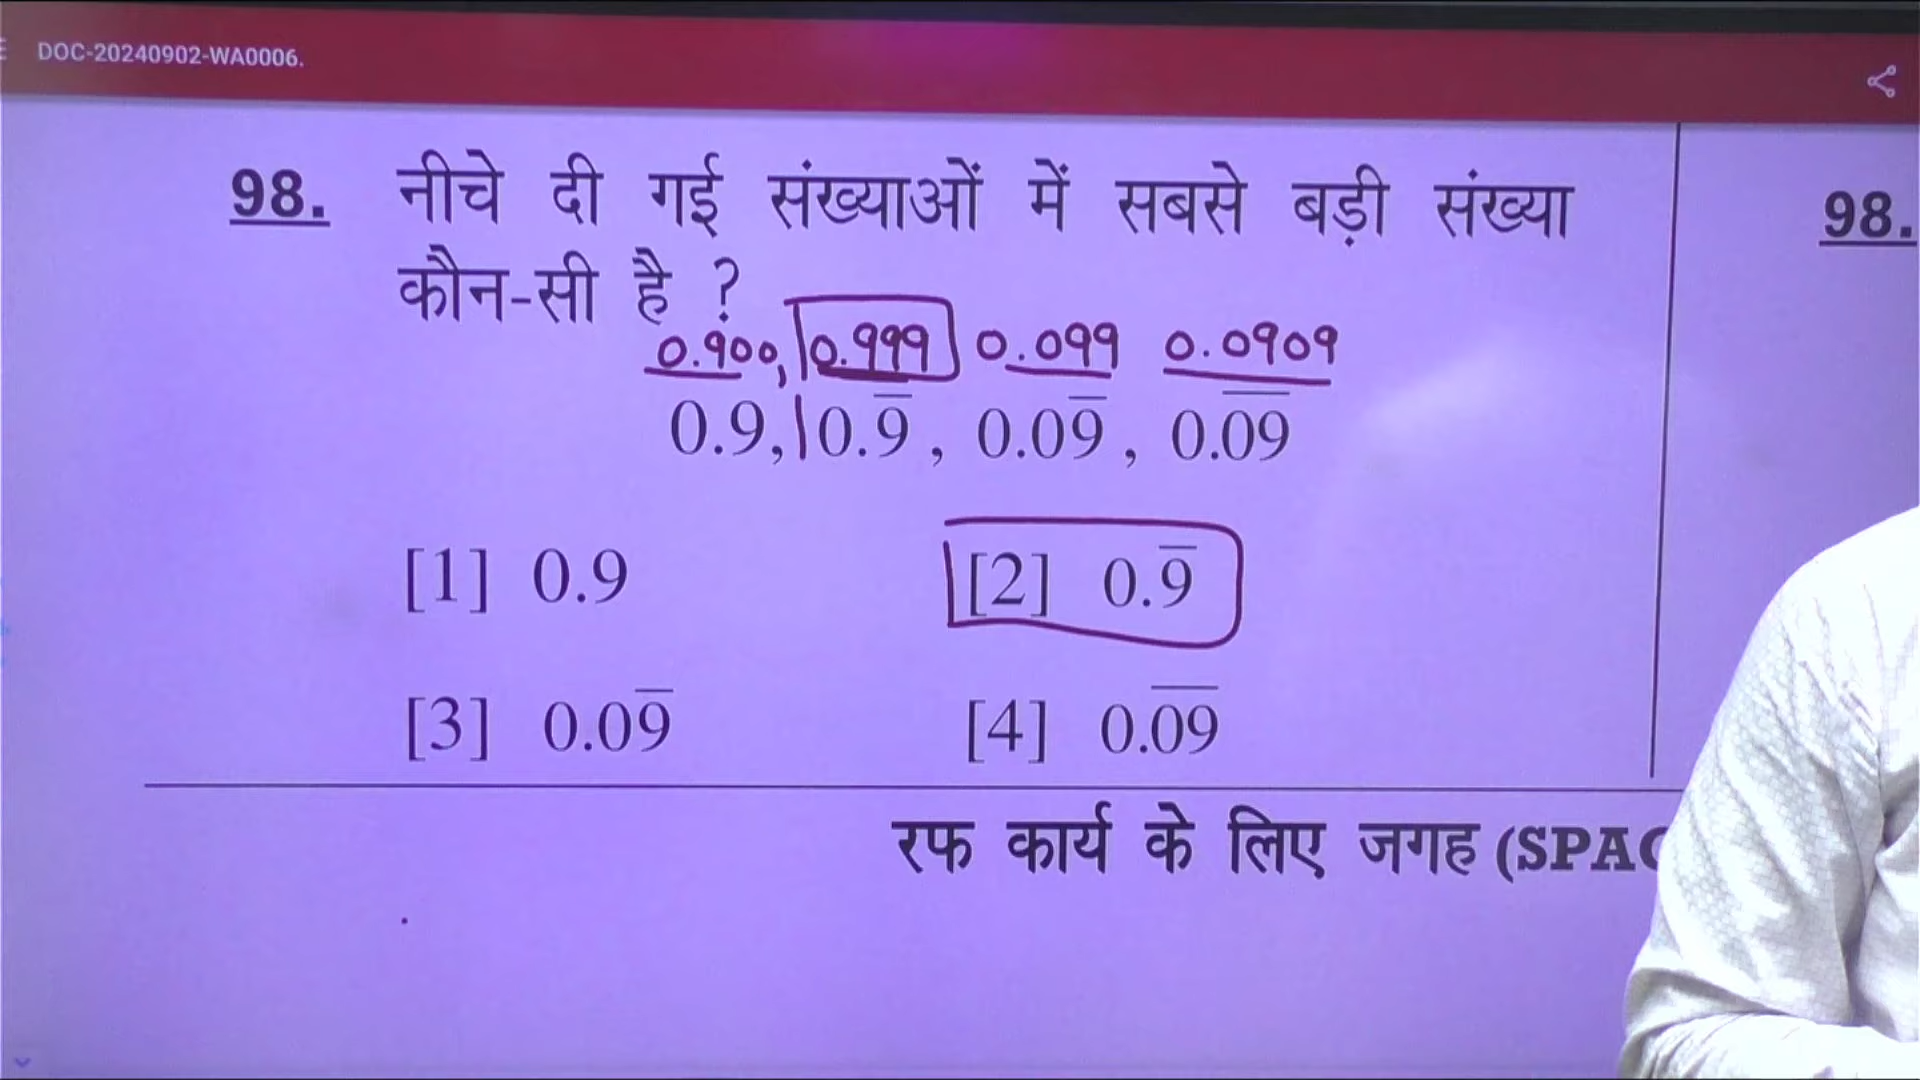 DOC-20240902-WA0006.
98. नीचे दी गई संख्याओं में सबसे बड़ी संख्या
कौन-सी है ?
0.900, 0.999 0.099 0.0909
0.9, 0.9̅ , 0.09̅ , 0.0̅9̅
[1] 0.9 [2] 0.9̅
[3] 0.09̅ [4] 0.0̅9̅
रफ कार्य के लिए जगह (SPAC
98.